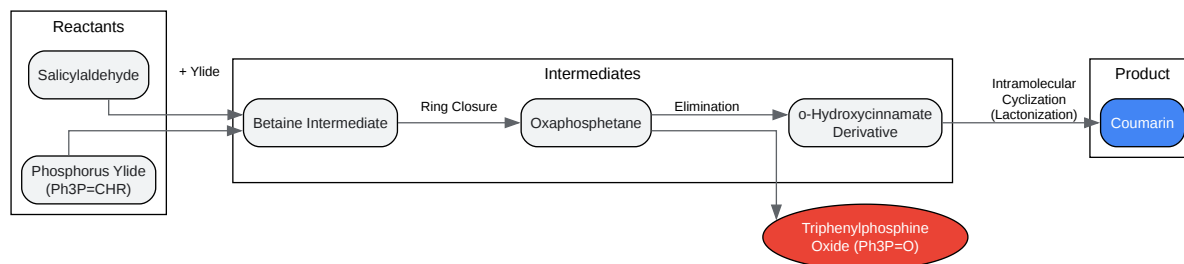 Reactants
Salicylaldehyde
Phosphorus Ylide
(Ph3P=CHR)
+ Ylide
Intermediates
Betaine Intermediate
Ring Closure
Oxaphosphetane
Elimination
o-Hydroxycinnamate
Derivative
Triphenylphosphine
Oxide (Ph3P=O)
Intramolecular
Cyclization
(Lactonization)
Product
Coumarin